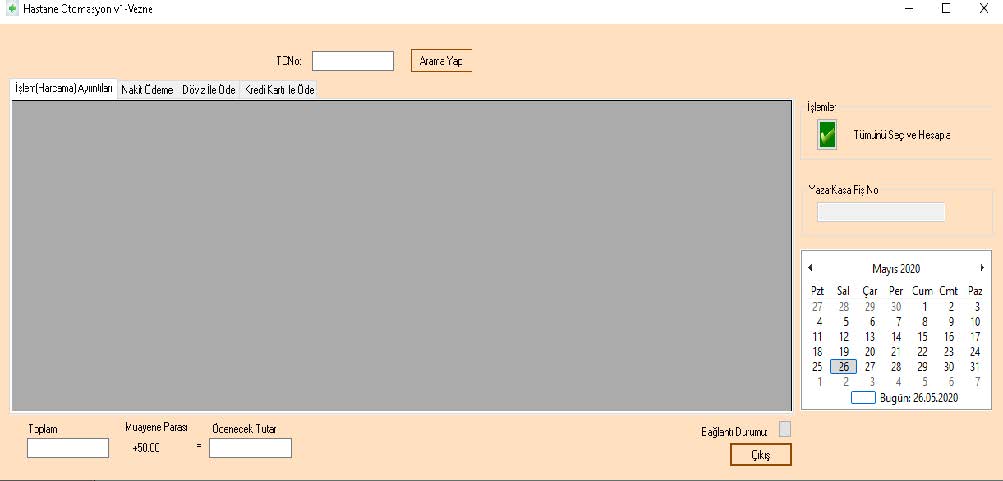 Hastane Otomasyon v1-Vezne
TCNo: Arama Yap
İşlem(Harcama) Ayrıntıları Nakit Ödeme Döviz İle Öde Kredi Kartı İle Öde
İşlemler
Tümünü Seç ve Hesapla
YazarKasa Fiş No
Mayıs 2020
Pzt Sal Çar Per Cum Cmt Paz
27 28 29 30 1 2 3
4 5 6 7 8 9 10
11 12 13 14 15 16 17
18 19 20 21 22 23 24
25 26 27 28 29 30 31
1 2 3 4 5 6 7
Bugün: 26.05.2020
Toplam Muayene Parası Ödenecek Tutar
+50.00 =
Bağlantı Durumu:
Çıkış